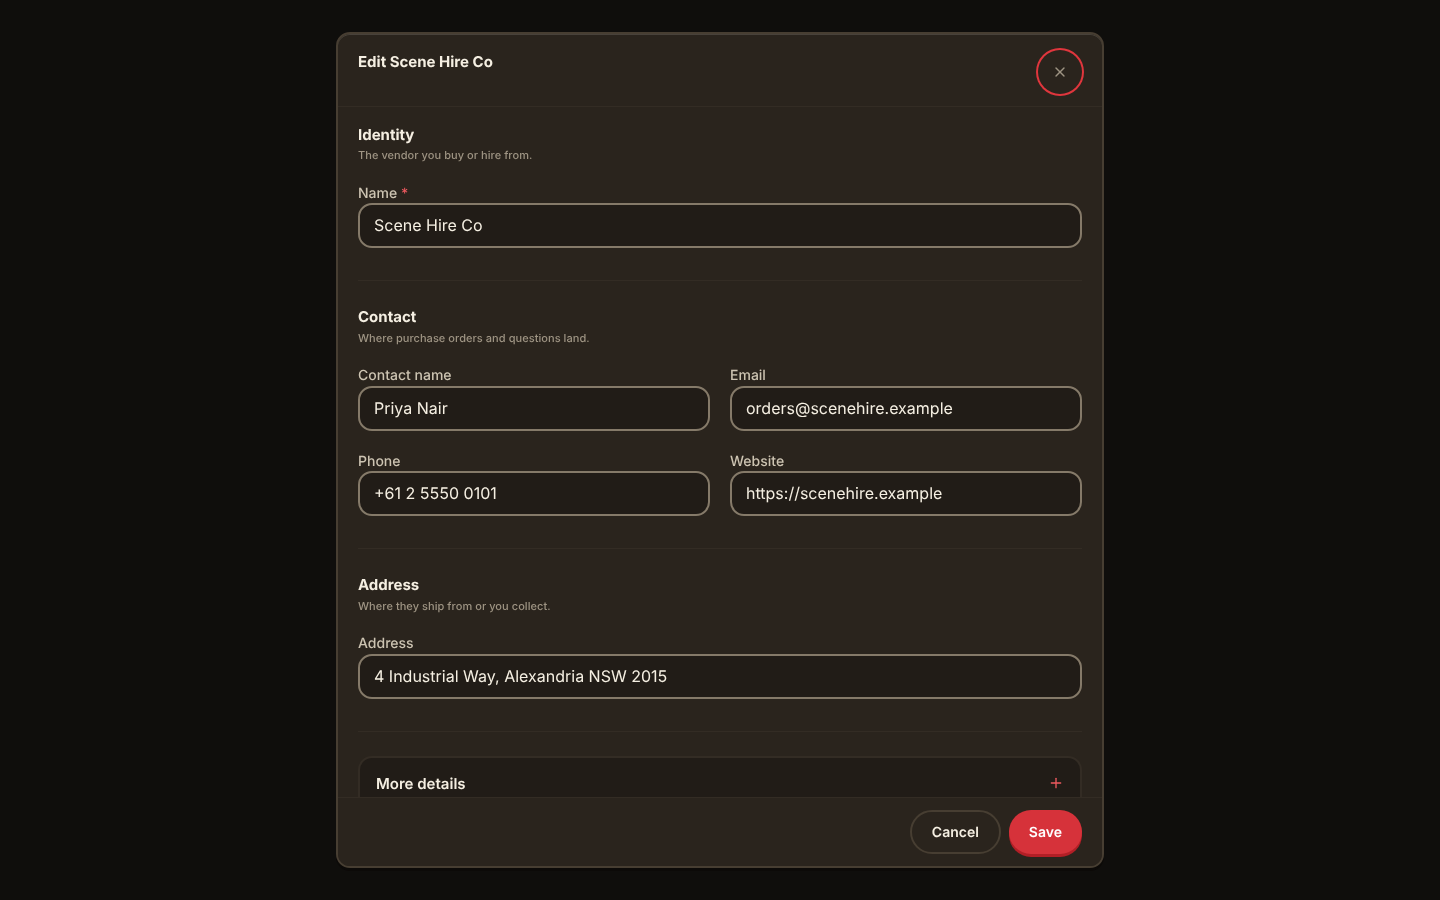 Edit Scene Hire Co
Identity
The vendor you buy or hire from.
Name *
Scene Hire Co
Contact
Where purchase orders and questions land.
Contact name
Email
Priya Nair
orders@scenehire.example
Phone
Website
+61 2 5550 0101
https://scenehire.example
Address
Where they ship from or you collect.
Address
4 Industrial Way, Alexandria NSW 2015
More details
Cancel
Save